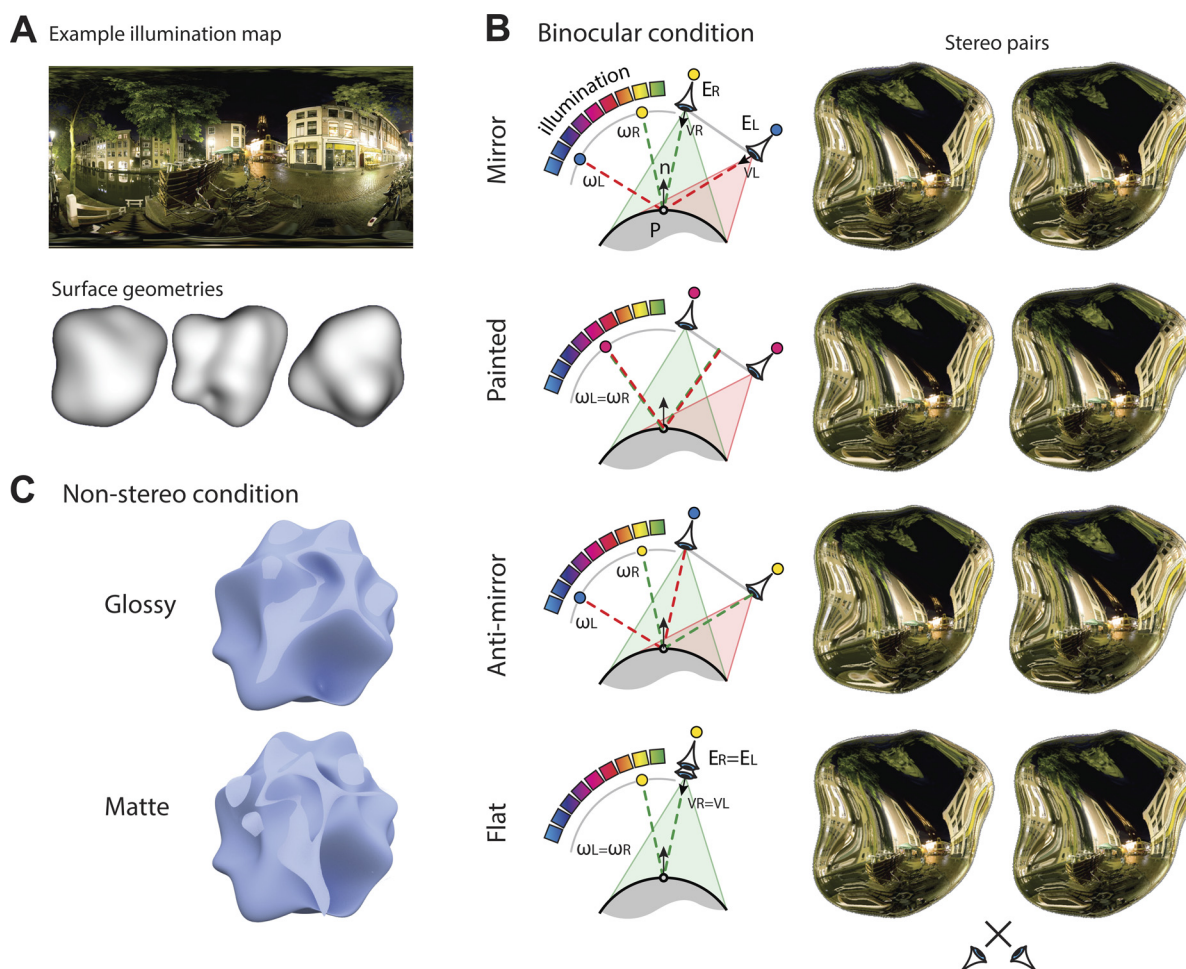 A Example illumination map
Surface geometries
B Binocular condition
Stereo pairs
Mirror
illumination
ER
EL
ωR
VR
ωL
VL
n
P
Painted
ωL=ωR
Anti-mirror
ωR
ωL
Flat
ER=EL
VR=VL
ωL=ωR
C Non-stereo condition
Glossy
Matte